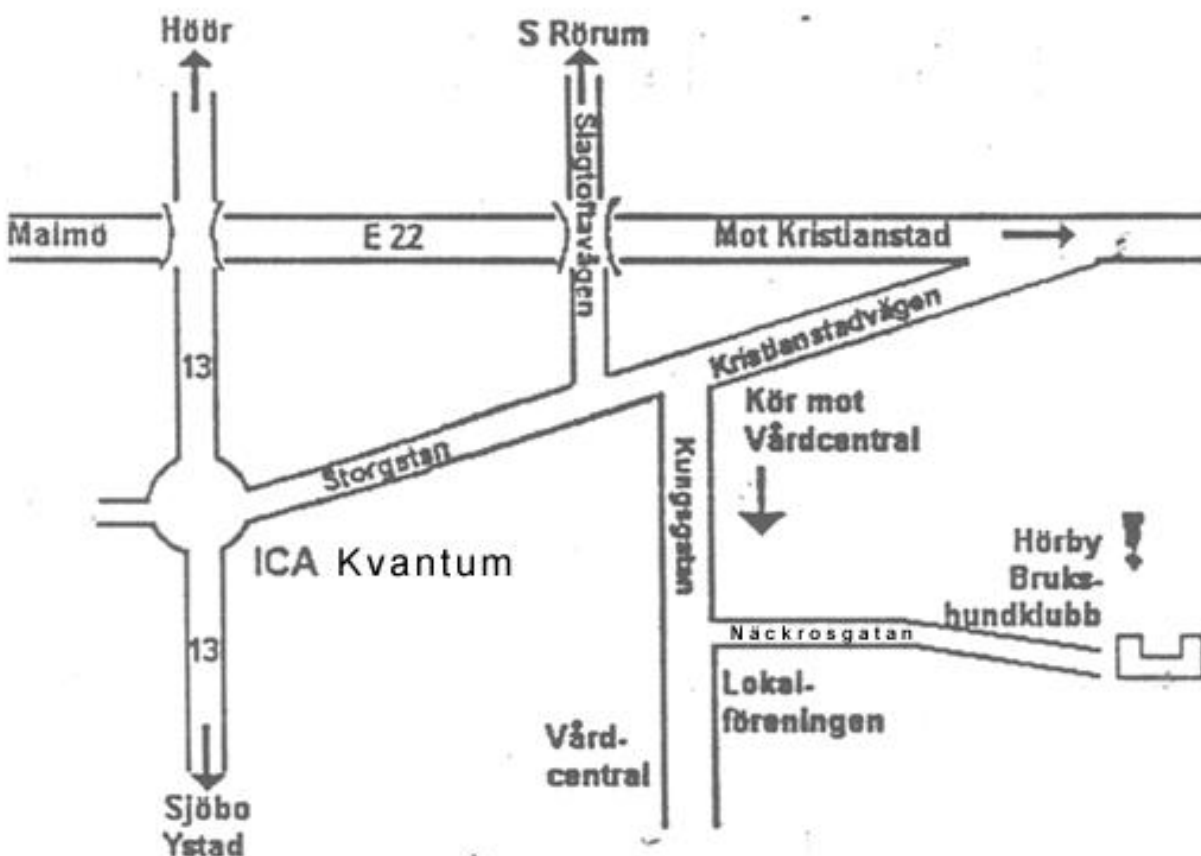 Höör
S Rörum
Slagtoftavägen
Malmö
E 22
Mot Kristianstad
13
Kristianstadvägen
Kör mot
Vårdcentral
Storgatan
Kungsgatan
ICA Kvantum
Hörby
Bruks-
hundklubb
13
Näckrosgatan
Lokal-
föreningen
Vård-
central
Sjöbo
Ystad